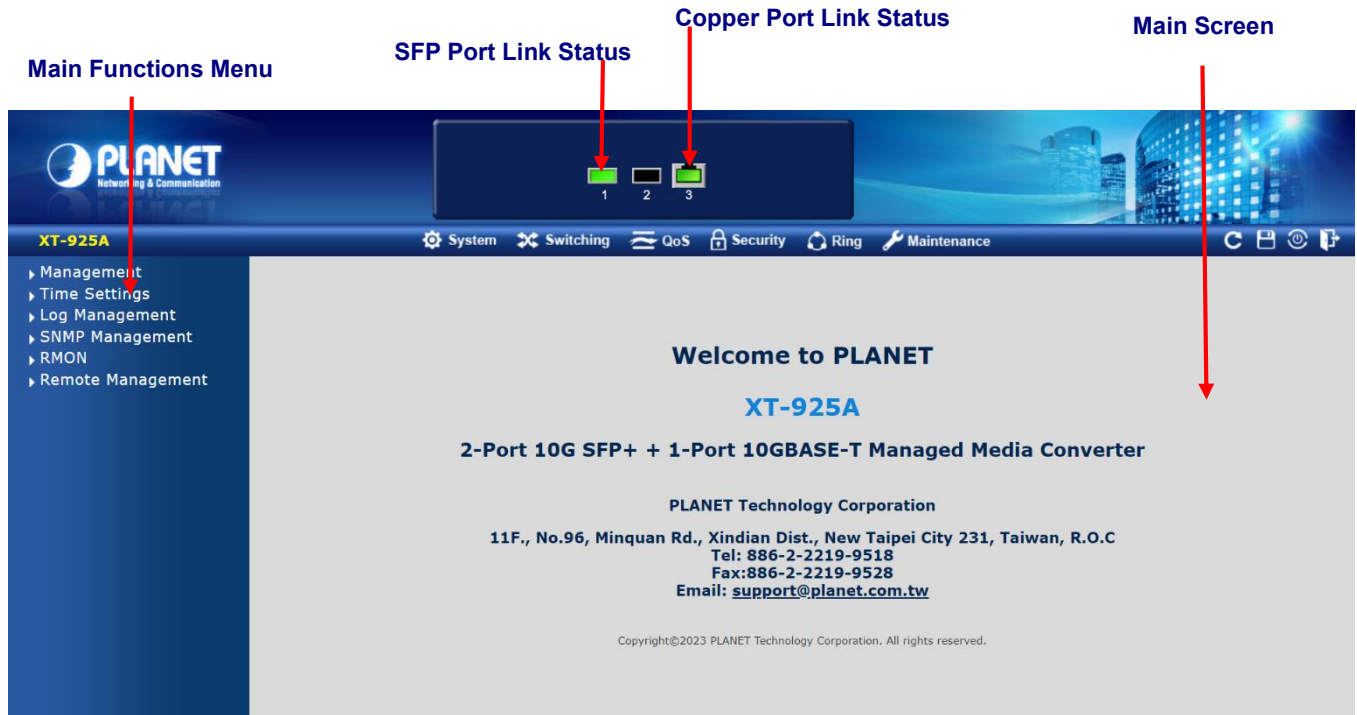 Copper Port Link Status
Main Screen
SFP Port Link Status
Main Functions Menu
PLANET
Networking & Communication
1 2 3
XT-925A
System Switching QoS Security Ring Maintenance
Management
Time Settings
Log Management
SNMP Management
RMON
Remote Management
Welcome to PLANET
XT-925A
2-Port 10G SFP+ + 1-Port 10GBASE-T Managed Media Converter
PLANET Technology Corporation
11F., No.96, Minquan Rd., Xindian Dist., New Taipei City 231, Taiwan, R.O.C
Tel: 886-2-2219-9518
Fax:886-2-2219-9528
Email: support@planet.com.tw
Copyright©2023 PLANET Technology Corporation. All rights reserved.